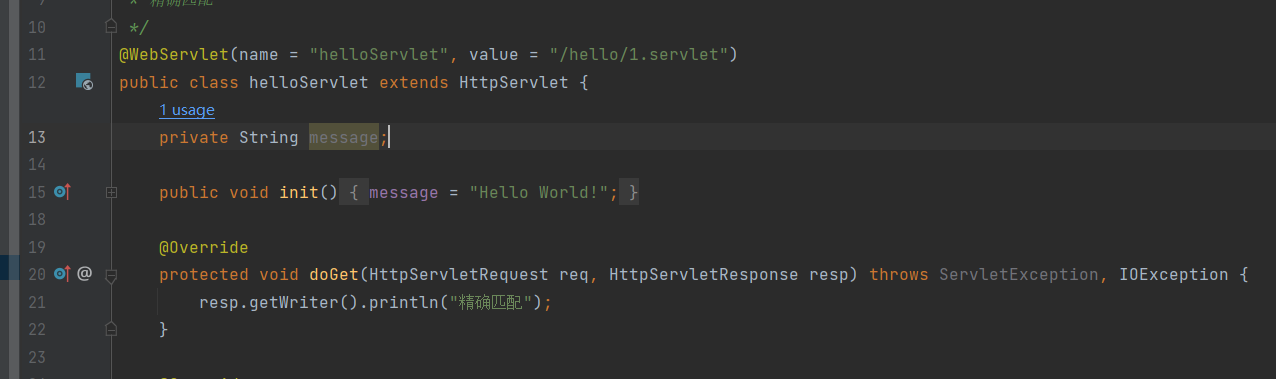 * 精确匹配
10 */
11 @WebServlet(name = "helloServlet", value = "/hello/1.servlet")
12 public class helloServlet extends HttpServlet {
1 usage
13 private String message;
14
15 public void init() { message = "Hello World!"; }
18
19 @Override
20 @ protected void doGet(HttpServletRequest req, HttpServletResponse resp) throws ServletException, IOException {
21 resp.getWriter().println("精确匹配");
22 }
23